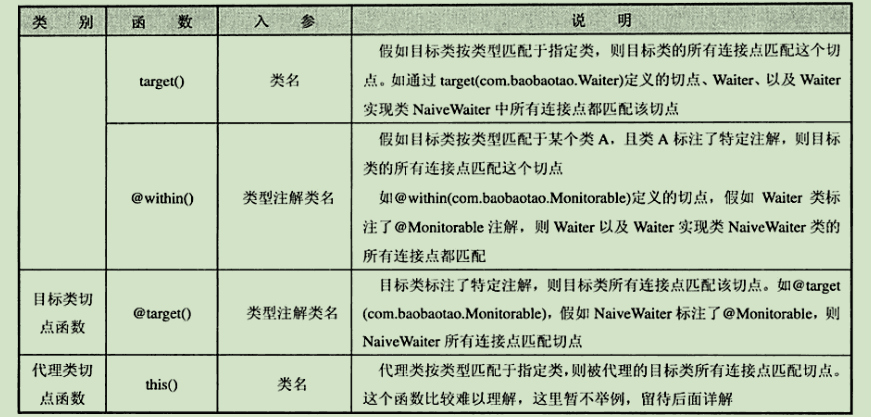 类 别 函 数 入 参 说 明
target() 类名 假如目标类按类型匹配于指定类，则目标类的所有连接点匹配这个切
点。如通过 target(com.baobaotao.Waiter)定义的切点、Waiter、以及 Waiter
实现类 NaiveWaiter 中所有连接点都匹配该切点
@within() 类型注解类名 假如目标类按类型匹配于某个类 A，且类 A 标注了特定注解，则目标
类的所有连接点匹配这个切点
如@within(com.baobaotao.Monitorable)定义的切点，假如 Waiter 类标
注了@Monitorable 注解，则 Waiter 以及 Waiter 实现类 NaiveWaiter 类的
所有连接点都匹配
目标类切
点函数
@target() 类型注解类名 目标类标注了特定注解，则目标类所有连接点匹配该切点。如@target
(com.baobaotao.Monitorable)，假如 NaiveWaiter 标注了@Monitorable，则
NaiveWaiter 所有连接点匹配切点
代理类切
点函数
this() 类名 代理类按类型匹配于指定类,则被代理的目标类所有连接点匹配切点。
这个函数比较难以理解，这里暂不举例，留待后面详解